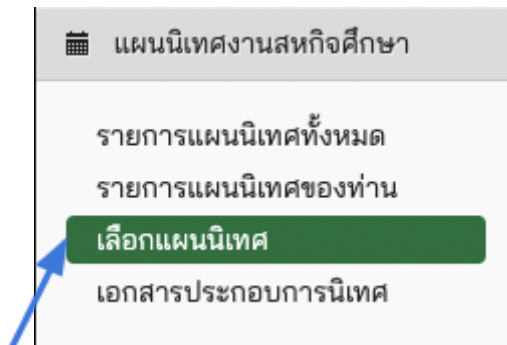 แผนนิเทศงานสหกิจศึกษา
รายการแผนนิเทศทั้งหมด
รายการแผนนิเทศของท่าน
เลือกแผนนิเทศ
เอกสารประกอบการนิเทศ